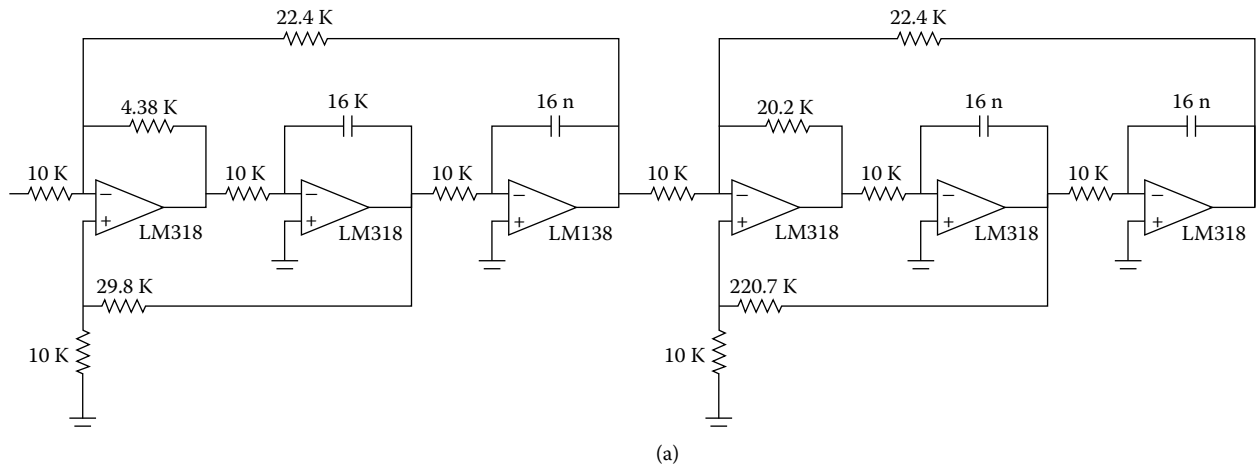 22.4 K 22.4 K
4.38 K 16 K 16 n 20.2 K 16 n 16 n
10 K 10 K 10 K 10 K 10 K 10 K
− − − − − −
+ + + + + +
LM318 LM318 LM138 LM318 LM318 LM318
29.8 K 220.7 K
10 K 10 K
(a)